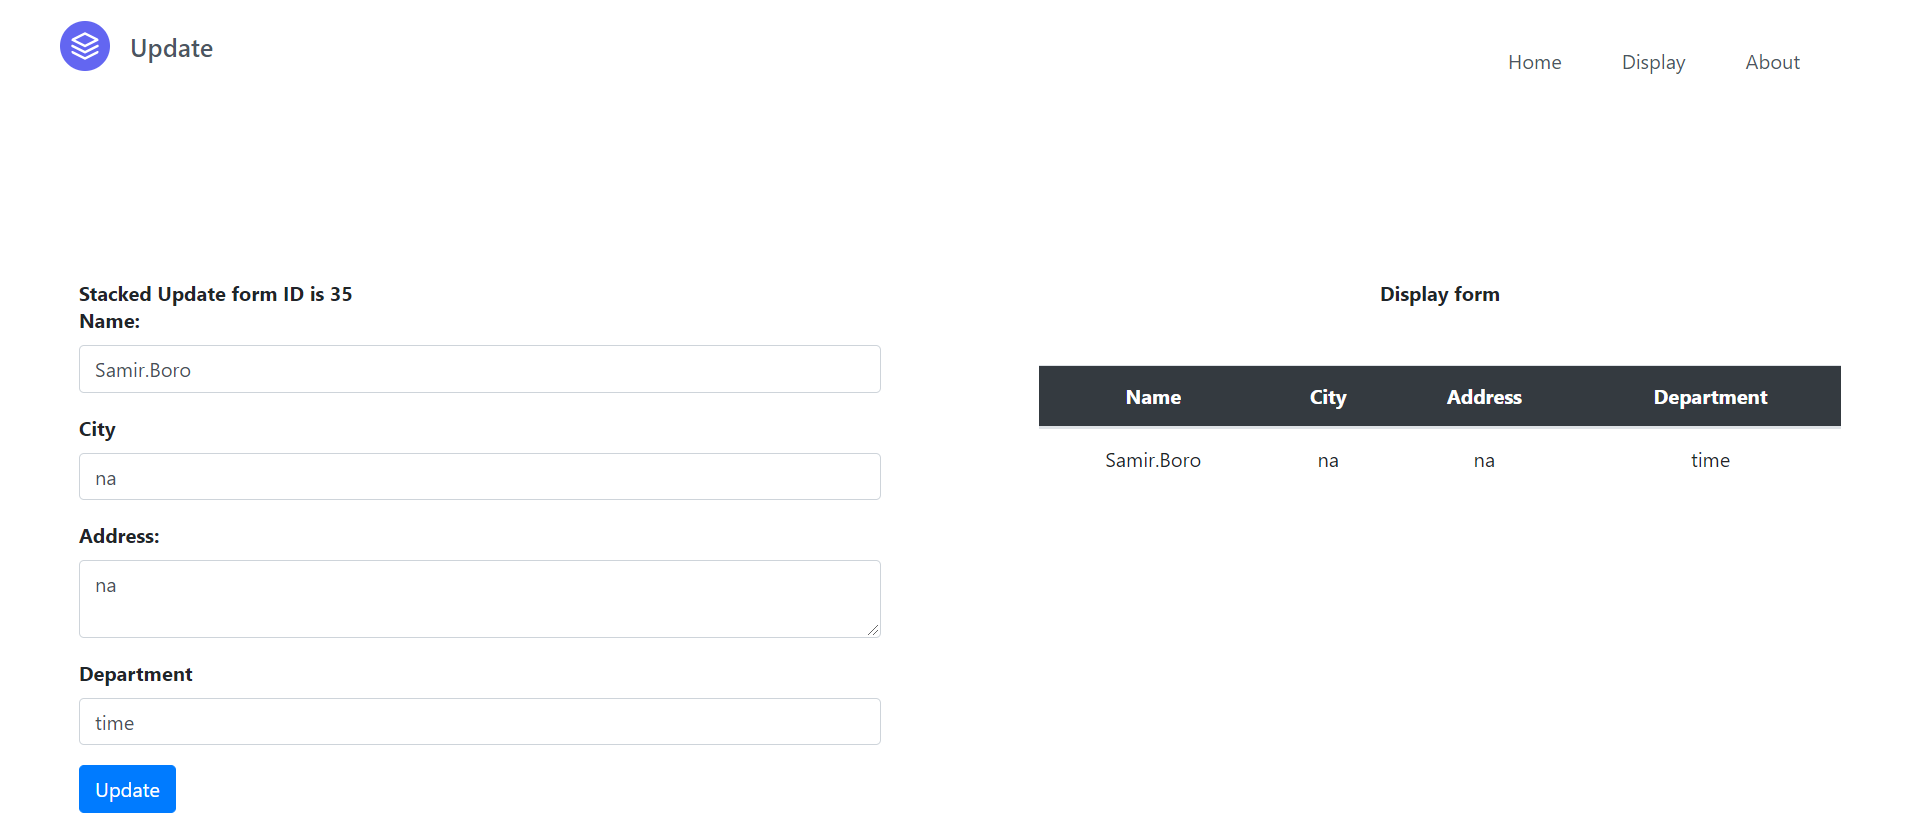 Update
Home Display About
Stacked Update form ID is 35
Name:
Samir.Boro
City
na
Address:
na
Department
time
Update
Display form
Name City Address Department
Samir.Boro na na time